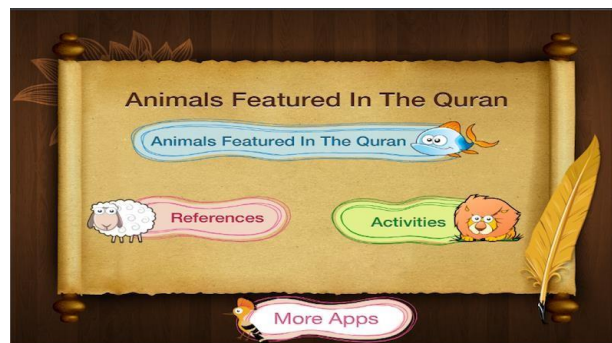 Animals Featured In The Quran
Animals Featured In The Quran
References
Activities
More Apps